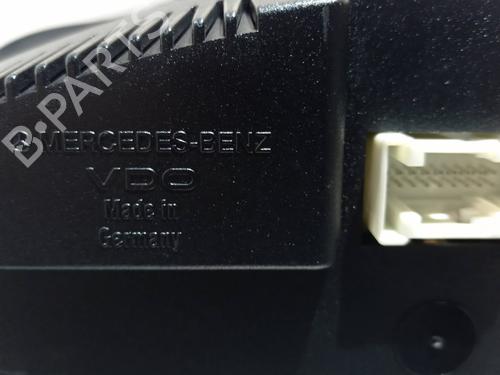 B-PARTS
MERCEDES-BENZ
VDO
Made in
Germany